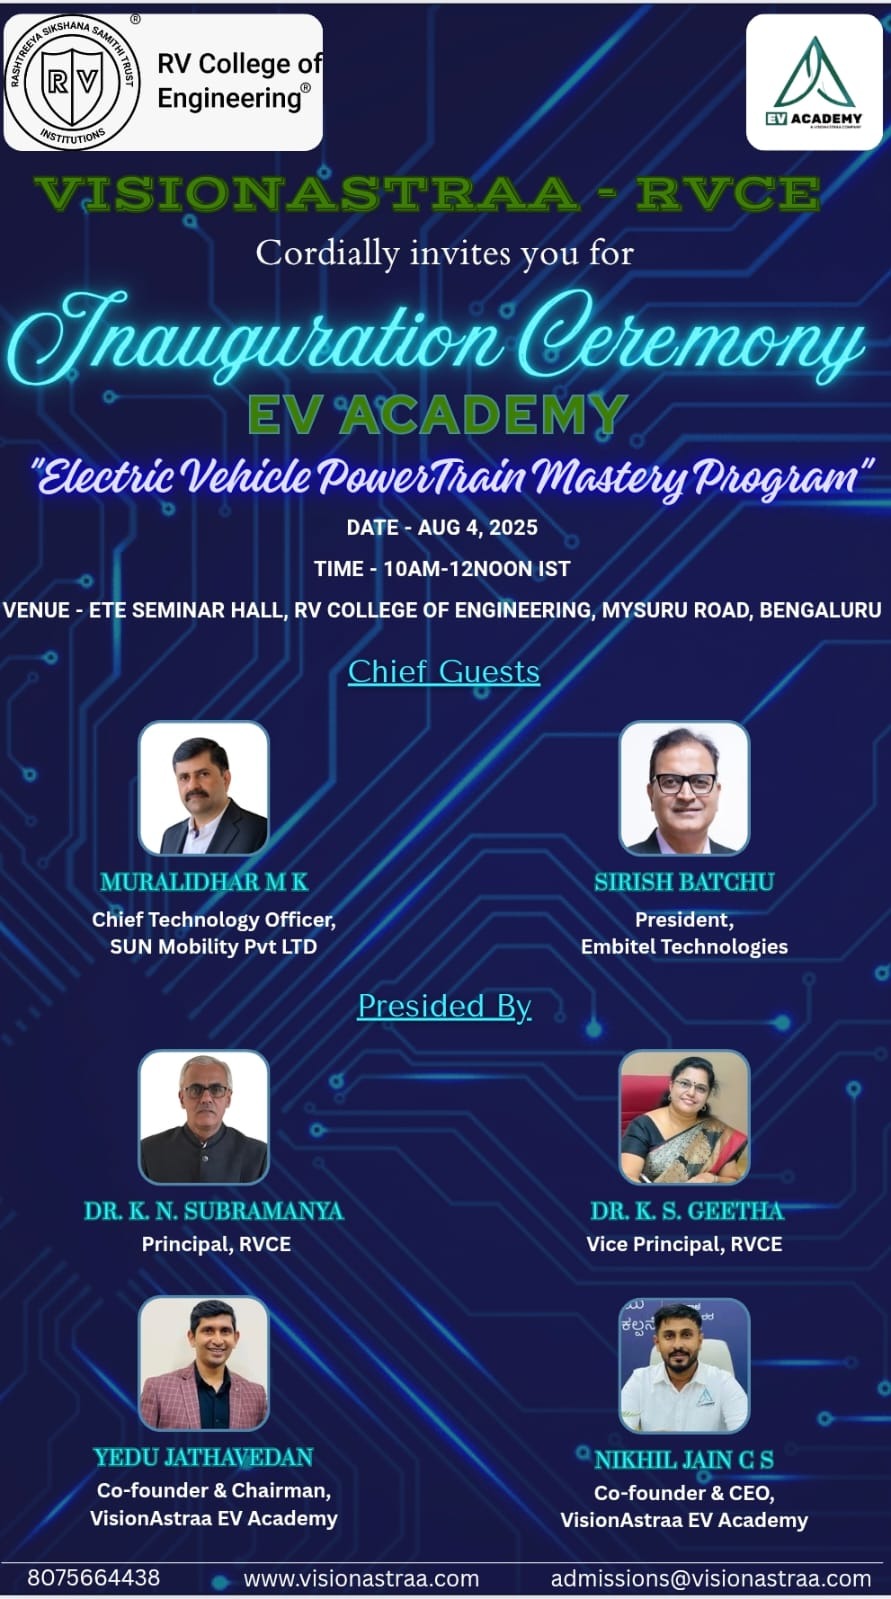 RASHTREEYA SIKSHANA SAMITHI TRUST
®
RV
INSTITUTIONS
RV College of
Engineering®
EV ACADEMY
A VISIONASTRAA COMPANY
VISIONASTRAA - RVCE
Cordially invites you for
Inauguration Ceremony
EV ACADEMY
"Electric Vehicle PowerTrain Mastery Program"
DATE - AUG 4, 2025
TIME - 10AM-12NOON IST
VENUE - ETE SEMINAR HALL, RV COLLEGE OF ENGINEERING, MYSURU ROAD, BENGALURU
Chief Guests
MURALIDHAR M K
Chief Technology Officer,
SUN Mobility Pvt LTD
SIRISH BATCHU
President,
Embitel Technologies
Presided By
DR. K. N. SUBRAMANYA
Principal, RVCE
DR. K. S. GEETHA
Vice Principal, RVCE
YEDU JATHAVEDAN
Co-founder & Chairman,
VisionAstraa EV Academy
NIKHIL JAIN C S
Co-founder & CEO,
VisionAstraa EV Academy
8075664438 www.visionastraa.com admissions@visionastraa.com